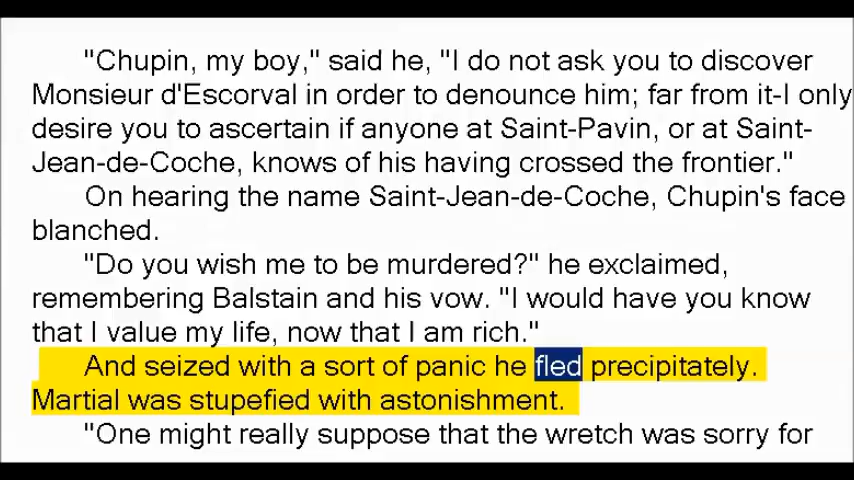 "Chupin, my boy," said he, "I do not ask you to discover
Monsieur d'Escorval in order to denounce him; far from it-I only
desire you to ascertain if anyone at Saint-Pavin, or at Saint-
Jean-de-Coche, knows of his having crossed the frontier."
On hearing the name Saint-Jean-de-Coche, Chupin's face
blanched.
"Do you wish me to be murdered?" he exclaimed,
remembering Balstain and his vow. "I would have you know
that I value my life, now that I am rich."
And seized with a sort of panic he fled precipitately.
Martial was stupefied with astonishment.
"One might really suppose that the wretch was sorry for